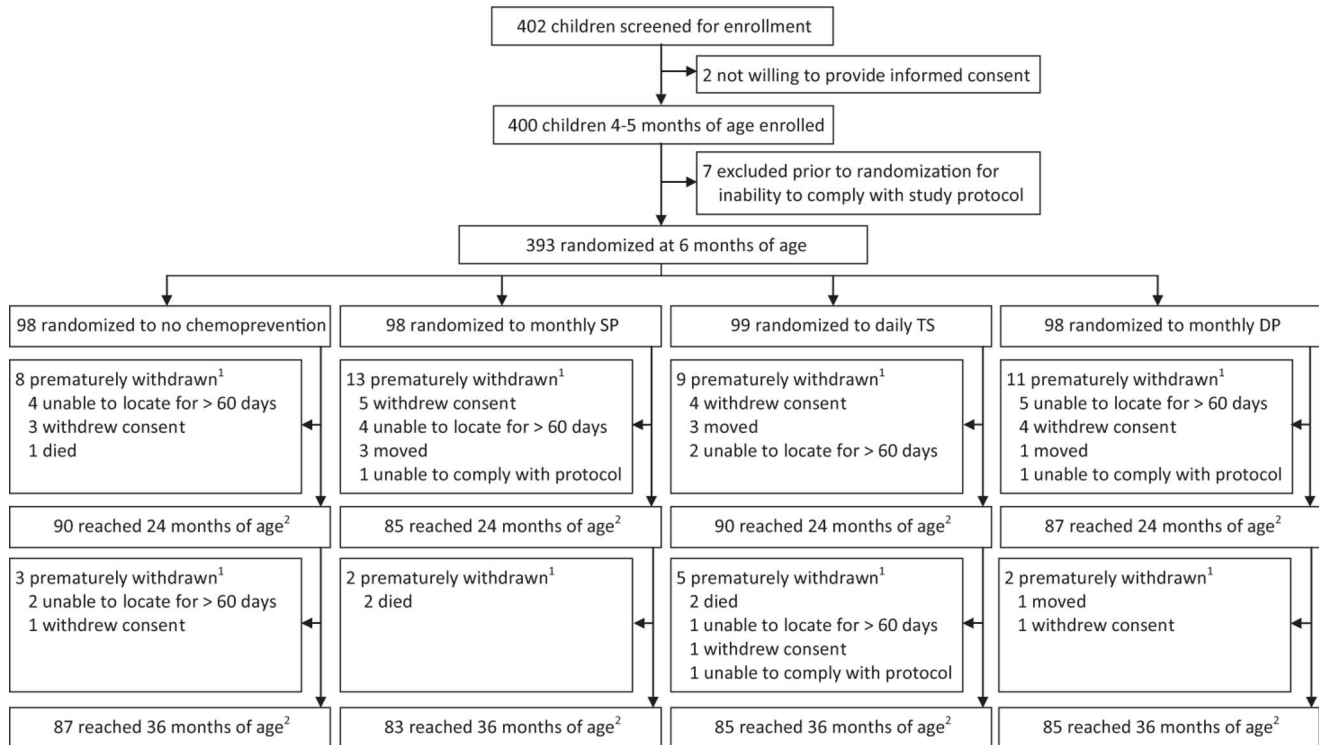 402 children screened for enrollment
2 not willing to provide informed consent
400 children 4-5 months of age enrolled
7 excluded prior to randomization for
inability to comply with study protocol
393 randomized at 6 months of age
98 randomized to no chemoprevention
98 randomized to monthly SP
99 randomized to daily TS
98 randomized to monthly DP
8 prematurely withdrawn¹
4 unable to locate for > 60 days
3 withdrew consent
1 died
13 prematurely withdrawn¹
5 withdrew consent
4 unable to locate for > 60 days
3 moved
1 unable to comply with protocol
9 prematurely withdrawn¹
4 withdrew consent
3 moved
2 unable to locate for > 60 days
11 prematurely withdrawn¹
5 unable to locate for > 60 days
4 withdrew consent
1 moved
1 unable to comply with protocol
90 reached 24 months of age²
85 reached 24 months of age²
90 reached 24 months of age²
87 reached 24 months of age²
3 prematurely withdrawn¹
2 unable to locate for > 60 days
1 withdrew consent
2 prematurely withdrawn¹
2 died
5 prematurely withdrawn¹
2 died
1 unable to locate for > 60 days
1 withdrew consent
1 unable to comply with protocol
2 prematurely withdrawn¹
1 moved
1 withdrew consent
87 reached 36 months of age²
83 reached 36 months of age²
85 reached 36 months of age²
85 reached 36 months of age²